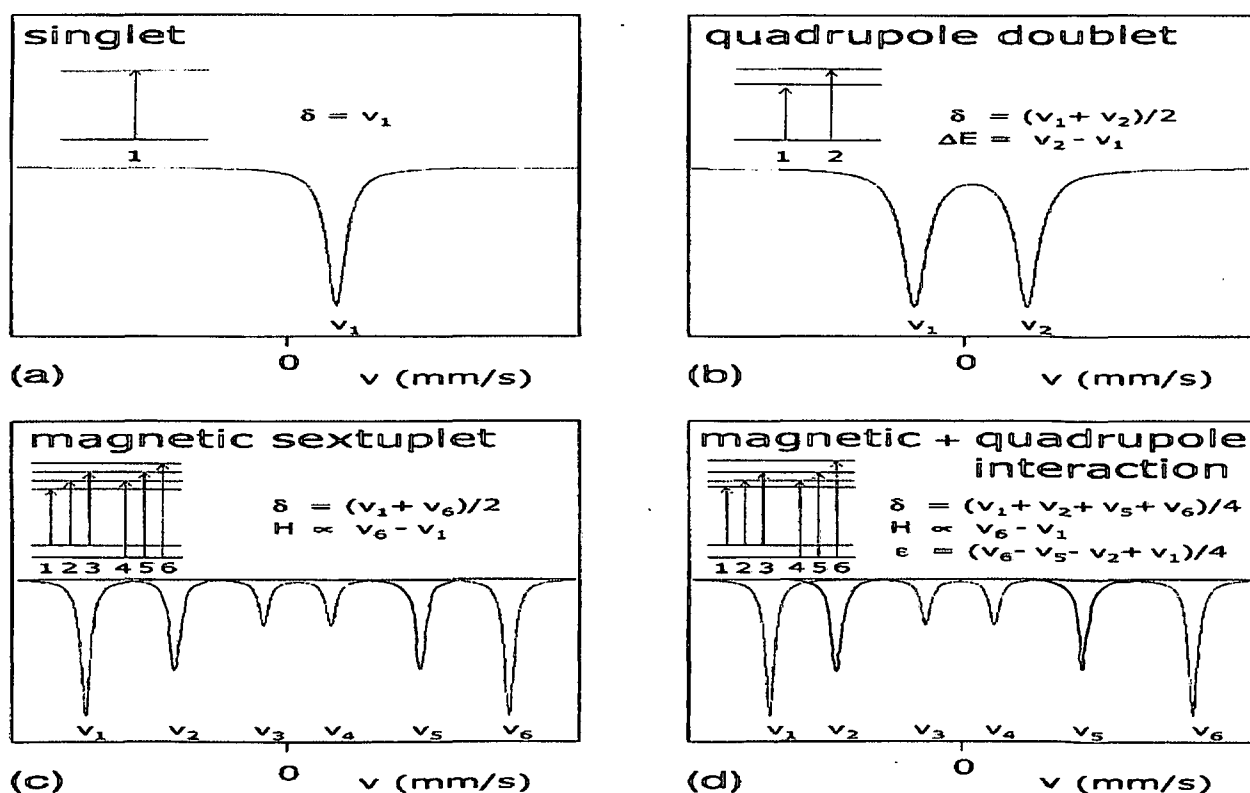 singlet
δ = v₁
1
v₁
0
(a)
v (mm/s)
quadrupole doublet
δ = (v₁+ v₂)/2
ΔE = v₂ - v₁
1 2
v₁ v₂
0
(b)
v (mm/s)
magnetic sextuplet
δ = (v₁+ v₆)/2
H ∝ v₆ - v₁
1 2 3 4 5 6
v₁ v₂ v₃ v₄ v₅ v₆
0
(c)
v (mm/s)
magnetic + quadrupole
interaction
δ = (v₁+ v₂+ v₅+ v₆)/4
H ∝ v₆ - v₁
ε = (v₆- v₅- v₂+ v₁)/4
1 2 3 4 5 6
v₁ v₂ v₃ v₄ v₅ v₆
0
(d)
v (mm/s)